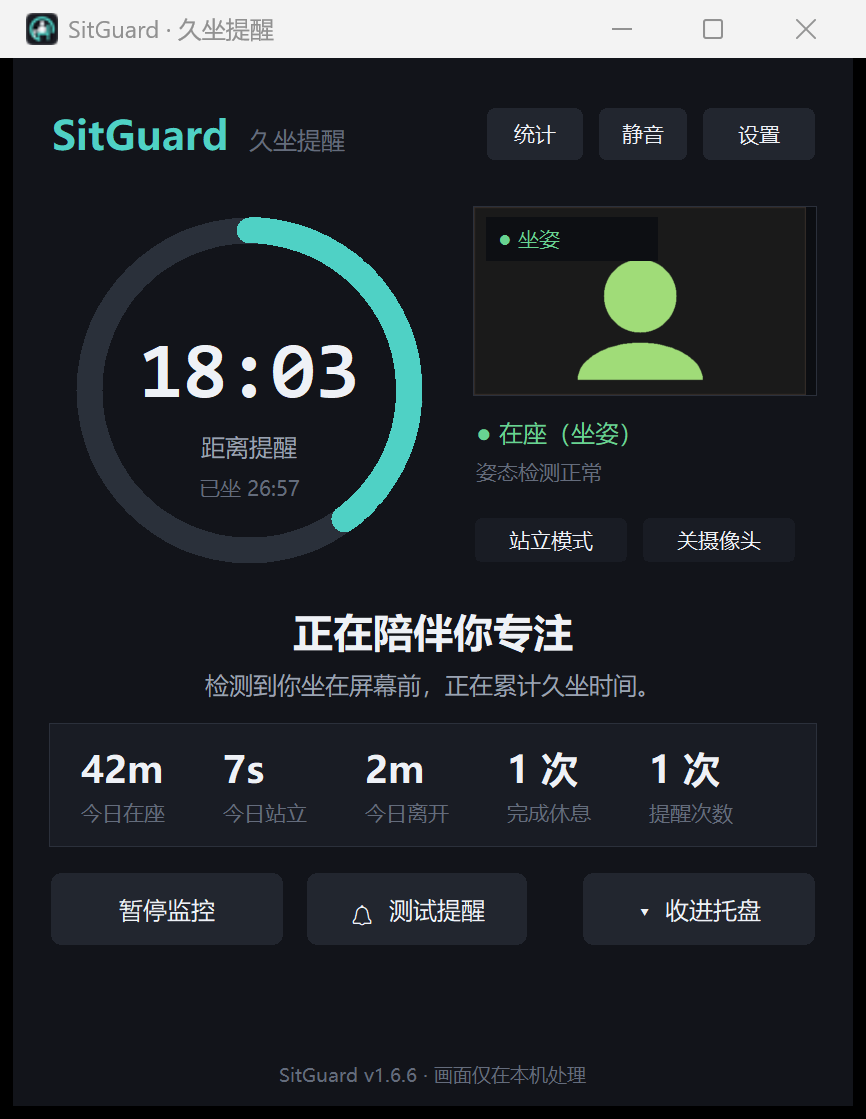 SitGuard · 久坐提醒
SitGuard 久坐提醒 统计 静音 设置
坐姿
18:03
距离提醒
已坐 26:57
在座（坐姿）
姿态检测正常
站立模式 关摄像头
正在陪伴你专注
检测到你坐在屏幕前，正在累计久坐时间。
42m 7s 2m 1 次 1 次
今日在座 今日站立 今日离开 完成休息 提醒次数
暂停监控 测试提醒 收进托盘
SitGuard v1.6.6 · 画面仅在本机处理